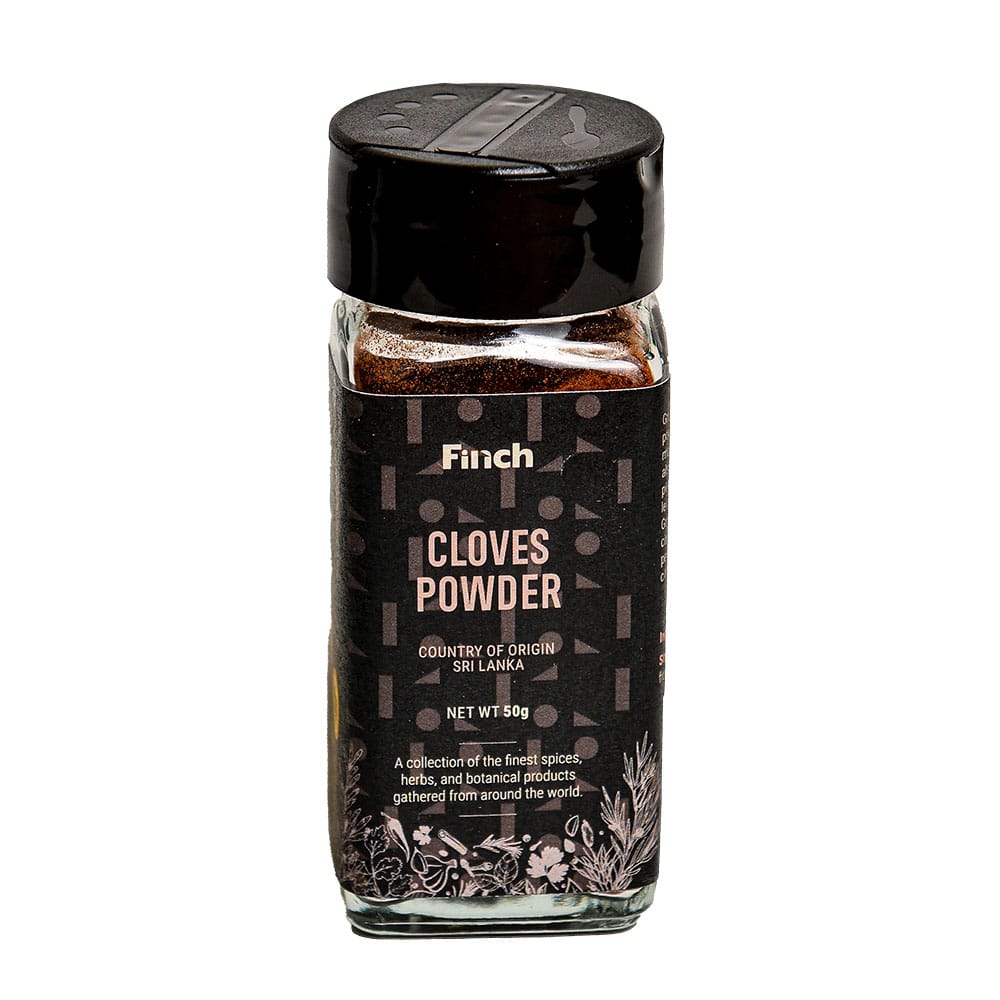 Finch
CLOVES
POWDER
COUNTRY OF ORIGIN
SRI LANKA
NET WT 50g
A collection of the finest spices,
herbs, and botanical products
gathered from around the world.